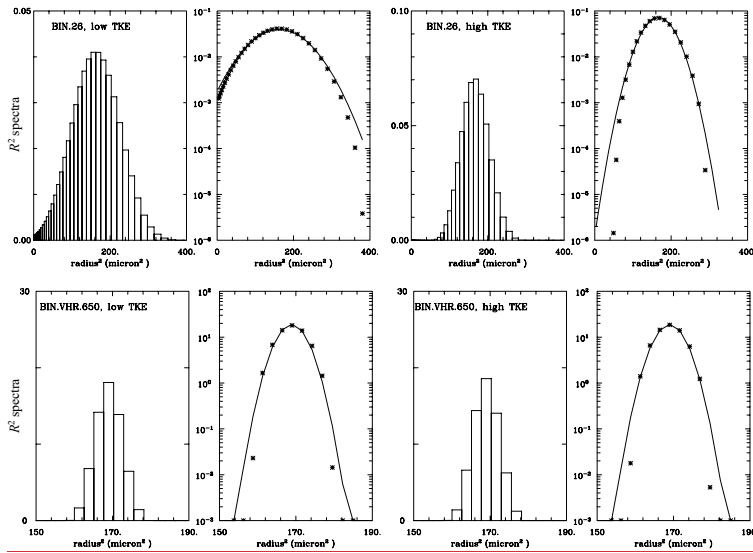 0.05
BIN.26, low TKE
R² spectra
0.00
0. 200. 400.
radius² (micron²)
10⁻¹
10⁻²
10⁻³
10⁻⁴
10⁻⁵
10⁻⁶
0 200. 400.
radius² (micron²)
0.10
BIN.26, high TKE
0.05
0.00
0. 200. 400.
radius² (micron²)
10⁻¹
10⁻²
10⁻³
10⁻⁴
10⁻⁵
10⁻⁶
0 200. 400.
radius² (micron²)
30
BIN.VHR.650, low TKE
R² spectra
0
150 170. 190
radius² (micron²)
10²
10¹
10⁰
10⁻¹
10⁻²
10⁻³
150 170. 190.
radius² (micron²)
30
BIN.VHR.650, high TKE
0
150 170. 190
radius² (micron²)
10²
10¹
10⁰
10⁻¹
10⁻²
10⁻³
150 170. 190.
radius² (micron²)